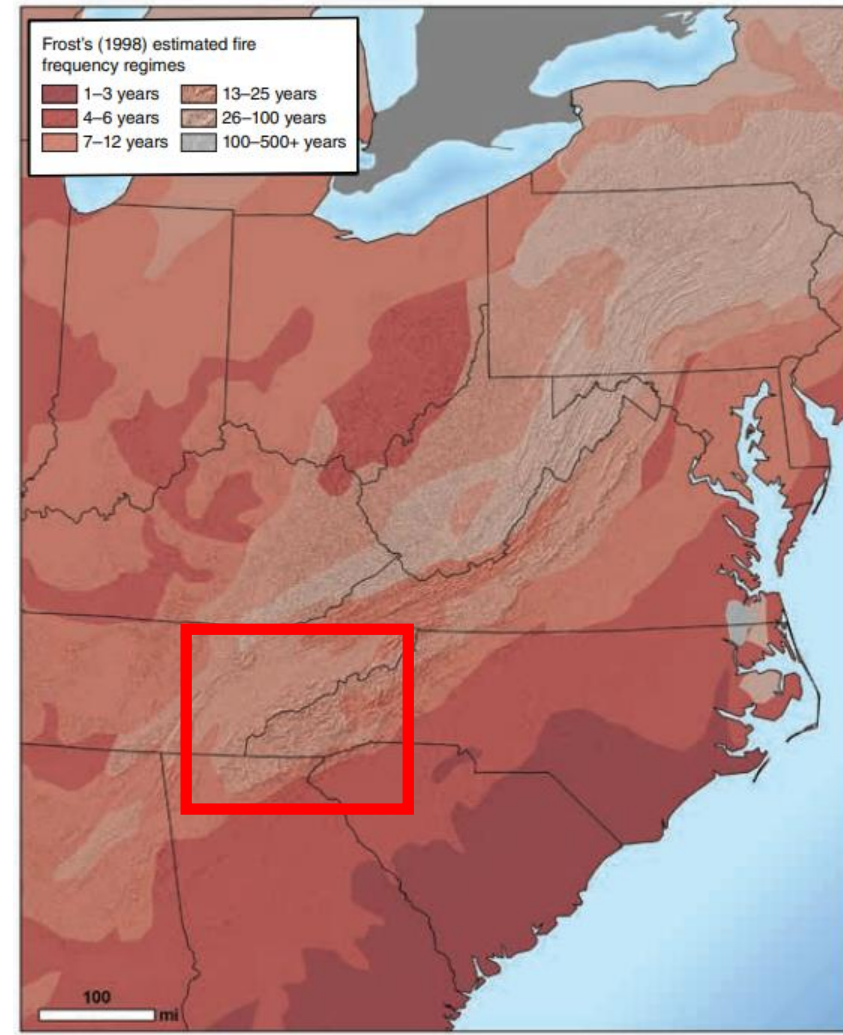 Frost's (1998) estimated fire
frequency regimes
1–3 years 13–25 years
4–6 years 26–100 years
7–12 years 100–500+ years
100
mi